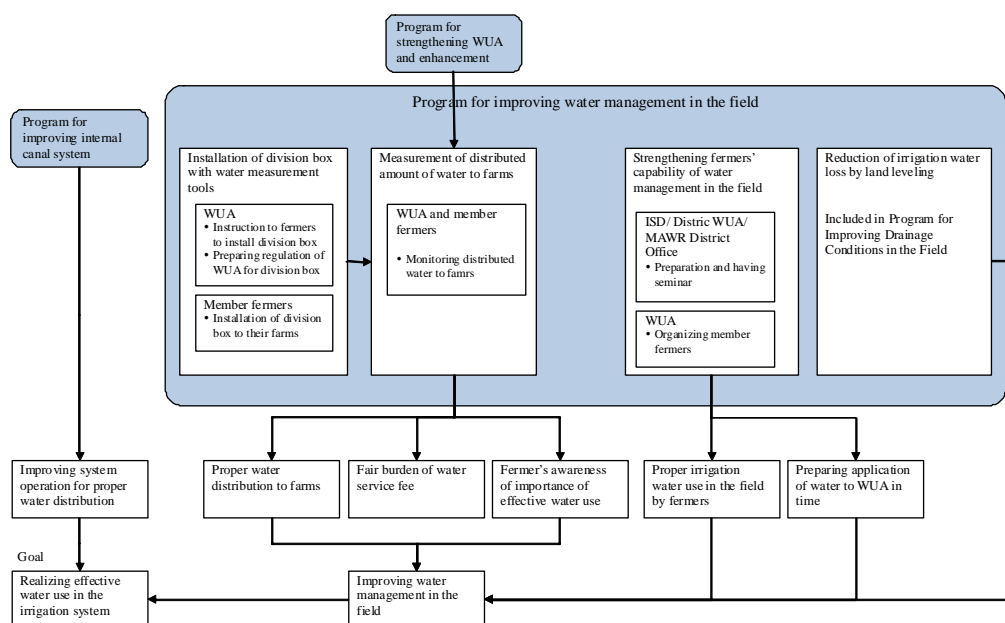 Program for
strengthening WUA
and enhancement
Program for improving water management in the field
Program for
improving internal
canal system
Installation of division box
with water measurement
tools
WUA
• Instruction to fermers
to install division box
• Preparing regulation of
WUA for division box
Member fermers
• Installation of division
box to their farms
Measurement of distributed
amount of water to farms
WUA and member
fermers
• Monitoring distributed
water to famrs
Strengthening fermers'
capability of water
management in the field
ISD/ Distric WUA/
MAWR District
Office
• Preparation and having
seminar
WUA
• Organizing member
fermers
Reduction of irrigation water
loss by land leveling
Included in Program for
Improving Drainage
Conditions in the Field
Improving system
operation for proper
water distribution
Proper water
distribution to farms
Fair burden of water
service fee
Fermer's awareness
of importance of
effective water use
Proper irrigation
water use in the field
by fermers
Preparing application
of water to WUA in
time
Goal
Realizing effective
water use in the
irrigation system
Improving water
management in the
field